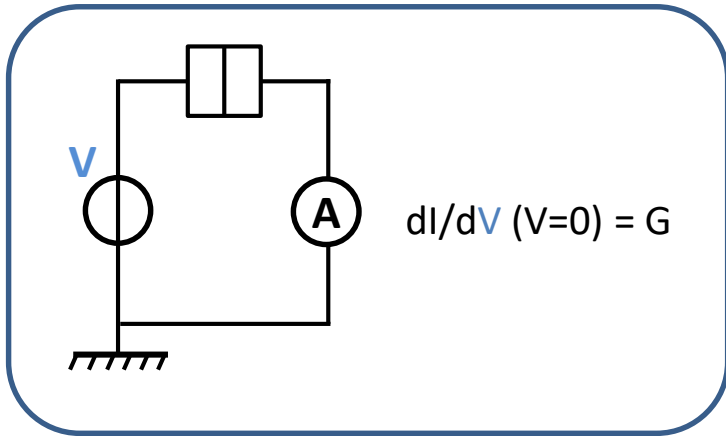 V
A
dI/dV (V=0) = G